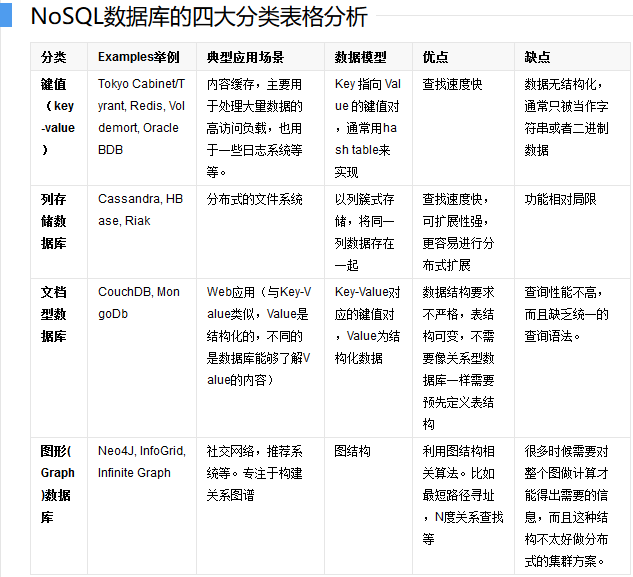 NoSQL数据库的四大分类表格分析
分类
Examples举例
典型应用场景
数据模型
优点
缺点
键值
（key
-value
）
Tokyo Cabinet/T
yrant, Redis, Vol
demort, Oracle
BDB
内容缓存，主要用
于处理大量数据的
高访问负载，也用
于一些日志系统等
等。
Key 指向 Val
ue 的键值对
，通常用ha
sh table来
实现
查找速度快
数据无结构化，
通常只被当作字
符串或者二进制
数据
列存
储数
据库
Cassandra, HB
ase, Riak
分布式的文件系统
以列簇式存
储，将同一
列数据存在
一起
查找速度快，
可扩展性强，
更容易进行分
布式扩展
功能相对局限
文档
型数
据库
CouchDB, Mon
goDb
Web应用（与Key-V
alue类似，Value是
结构化的，不同的
是数据库能够了解V
alue的内容）
Key-Value对
应的键值对
，Value为结
构化数据
数据结构要求
不严格，表结
构可变，不需
要像关系型数
据库一样需要
预先定义表结
构
查询性能不高，
而且缺乏统一的
查询语法。
图形(
Graph
)数据
库
Neo4J, InfoGrid,
Infinite Graph
社交网络，推荐系
统等。专注于构建
关系图谱
图结构
利用图结构相
关算法。比如
最短路径寻址
，N度关系查找
等
很多时候需要对
整个图做计算才
能得出需要的信
息，而且这种结
构不太好做分布
式的集群方案。